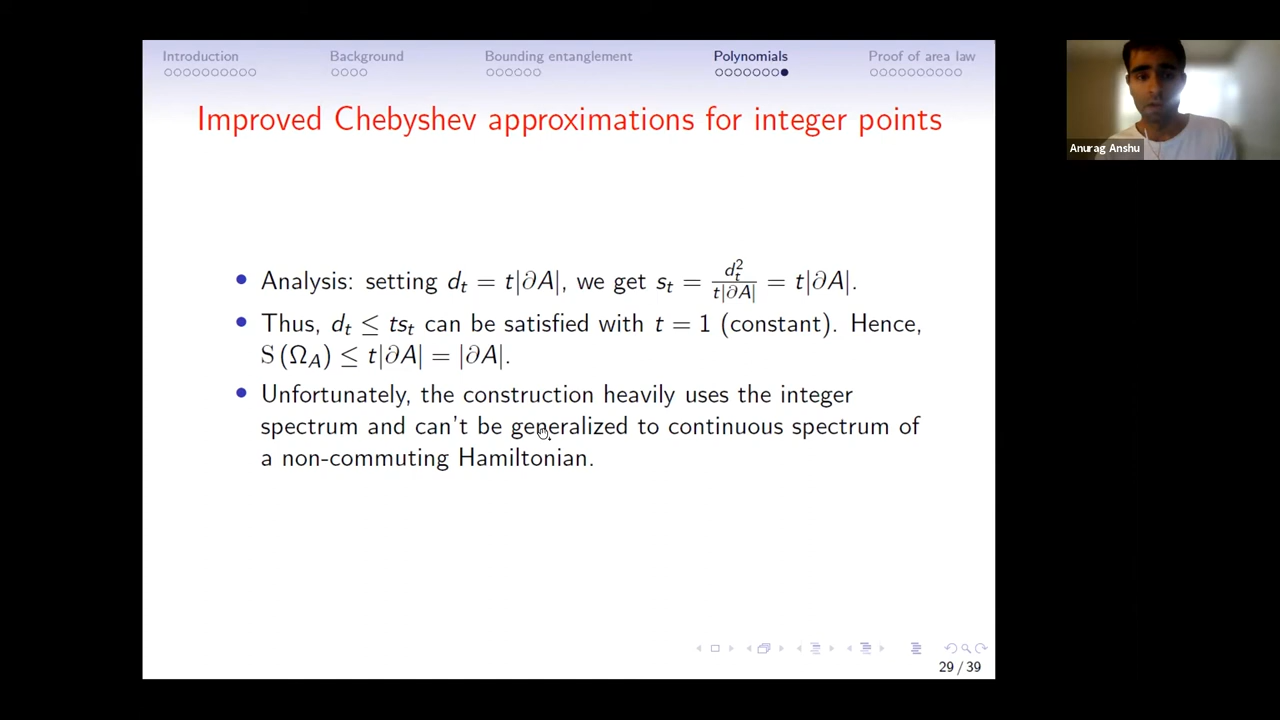 Introduction Background Bounding entanglement Polynomials Proof of area law
Improved Chebyshev approximations for integer points
Anurag Anshu
• Analysis: setting d_t = t|∂A|, we get s_t = d_t^2 / t|∂A| = t|∂A|.
• Thus, d_t ≤ ts_t can be satisfied with t = 1 (constant). Hence,
S(Ω_A) ≤ t|∂A| = |∂A|.
• Unfortunately, the construction heavily uses the integer
spectrum and can't be generalized to continuous spectrum of
a non-commuting Hamiltonian.
29 / 39